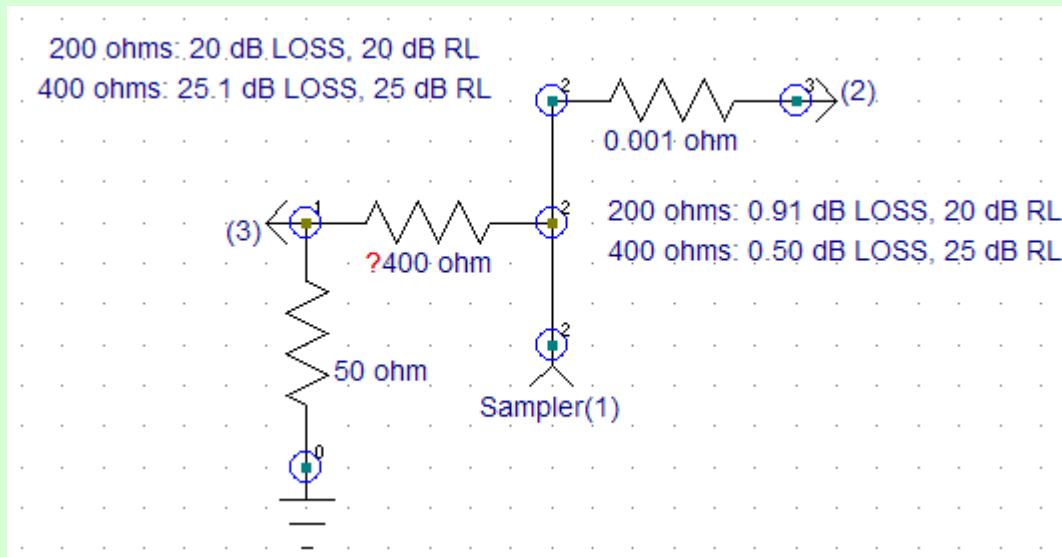 200 ohms: 20 dB LOSS, 20 dB RL
400 ohms: 25.1 dB LOSS, 25 dB RL
2
3
(2)
0.001 ohm
1
2
(3)
?400 ohm
200 ohms: 0.91 dB LOSS, 20 dB RL
400 ohms: 0.50 dB LOSS, 25 dB RL
2
50 ohm
Sampler(1)
0